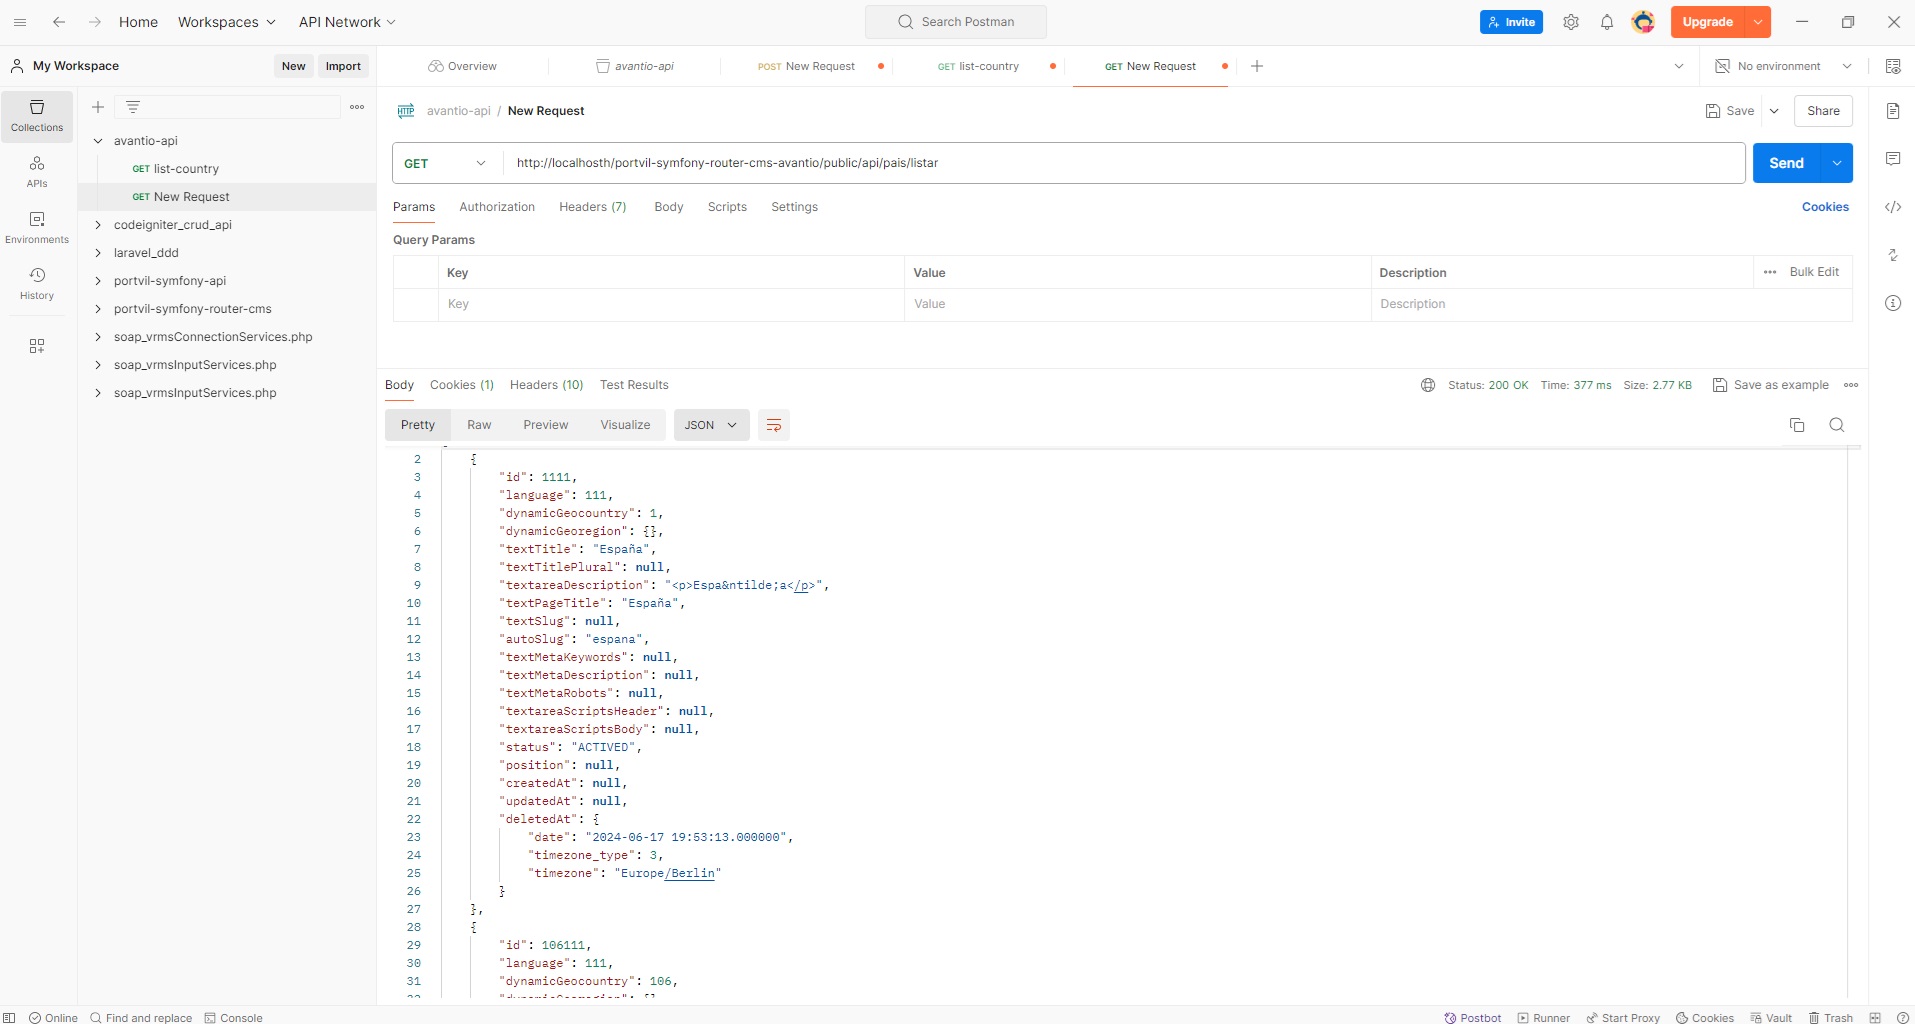 Home Workspaces API Network Search Postman Invite Upgrade
My Workspace New Import Overview avantio-api POST New Request GET list-country GET New Request No environment
Collections
APIs
Environments
History
avantio-api
GET list-country
GET New Request
codeigniter_crud_api
laravel_ddd
portvil-symfony-api
portvil-symfony-router-cms
soap_vrmsConnectionServices.php
soap_vrmsInputServices.php
soap_vrmsInputServices.php
HTTP avantio-api / New Request Save Share
GET http://localhosth/portvil-symfony-router-cms-avantio/public/api/pais/listar Send
Params Authorization Headers (7) Body Scripts Settings Cookies
Query Params
Key Value Description Bulk Edit
Key Value Description
Body Cookies (1) Headers (10) Test Results Status: 200 OK Time: 377 ms Size: 2.77 KB Save as example
Pretty Raw Preview Visualize JSON
2 {
3 "id": 1111,
4 "language": 111,
5 "dynamicGeocountry": 1,
6 "dynamicGeoregion": {},
7 "textTitle": "España",
8 "textTitlePlural": null,
9 "textareaDescription": "<p>Espa&ntilde;a</p>",
10 "textPageTitle": "España",
11 "textSlug": null,
12 "autoSlug": "espana",
13 "textMetaKeywords": null,
14 "textMetaDescription": null,
15 "textMetaRobots": null,
16 "textareaScriptsHeader": null,
17 "textareaScriptsBody": null,
18 "status": "ACTIVED",
19 "position": null,
20 "createdAt": null,
21 "updatedAt": null,
22 "deletedAt": {
23 "date": "2024-06-17 19:53:13.000000",
24 "timezone_type": 3,
25 "timezone": "Europe/Berlin"
26 }
27 },
28 {
29 "id": 106111,
30 "language": 111,
31 "dynamicGeocountry": 106,
Online Find and replace Console Postbot Runner Start Proxy Cookies Vault Trash